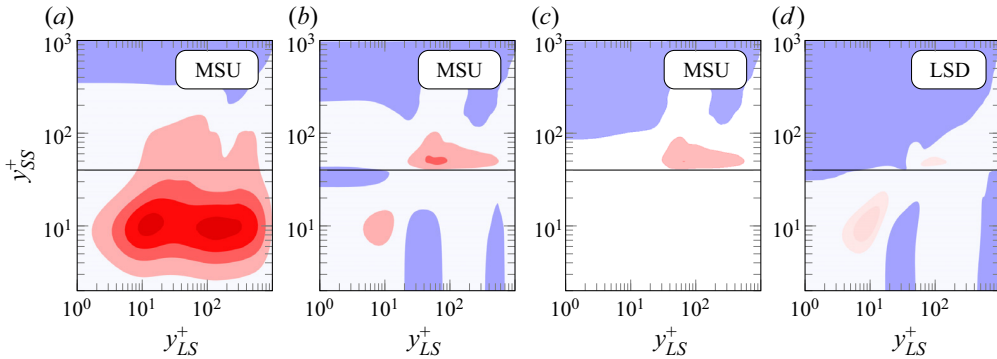 (a) (b) (c) (d)
10³ 10³ 10³ 10³
MSU MSU MSU LSD
10² 10² 10² 10²
y⁺SS
10¹ 10¹ 10¹ 10¹
10⁰ 10¹ 10² 10⁰ 10¹ 10² 10⁰ 10¹ 10² 10⁰ 10¹ 10²
y⁺LS y⁺LS y⁺LS y⁺LS